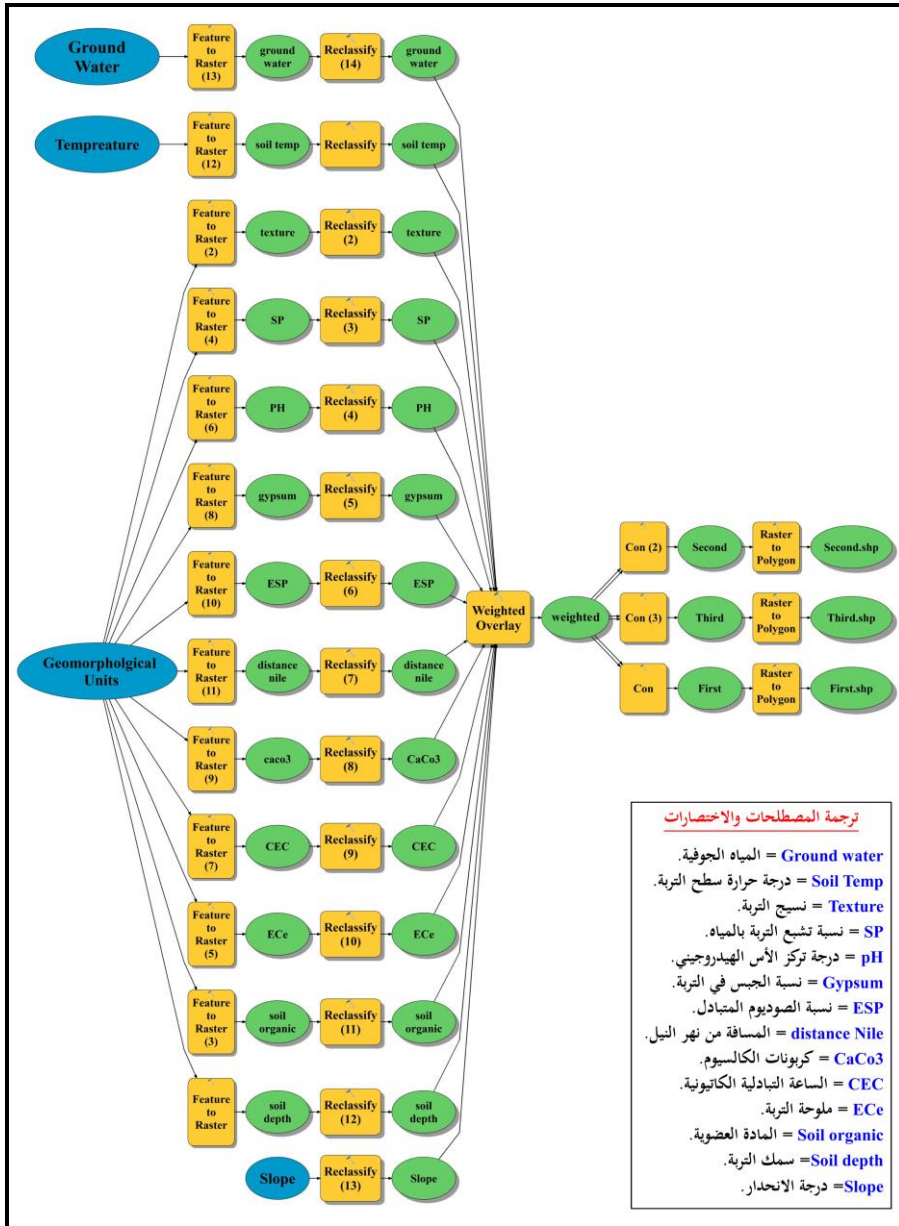 Ground
Water
Feature
to
Raster
(13)
ground
water
Reclassify
(14)
ground
water
Tempreature
Feature
to
Raster
(12)
soil temp
Reclassify
soil temp
Feature
to
Raster
(2)
texture
Reclassify
(2)
texture
Feature
to
Raster
(4)
SP
Reclassify
(3)
SP
Feature
to
Raster
(6)
PH
Reclassify
(4)
PH
Feature
to
Raster
(8)
gypsum
Reclassify
(5)
gypsum
Feature
to
Raster
(10)
ESP
Reclassify
(6)
ESP
Geomorpholgical
Units
Feature
to
Raster
(11)
distance
nile
Reclassify
(7)
distance
nile
Feature
to
Raster
(9)
caco3
Reclassify
(8)
CaCo3
Feature
to
Raster
(7)
CEC
Reclassify
(9)
CEC
Feature
to
Raster
(5)
ECe
Reclassify
(10)
ECe
Feature
to
Raster
(3)
soil
organic
Reclassify
(11)
soil
organic
Feature
to
Raster
soil
depth
Reclassify
(12)
soil
depth
Slope
Reclassify
(13)
Slope
Weighted
Overlay
weighted
Con (2)
Second
Raster
to
Polygon
Second.shp
Con (3)
Third
Raster
to
Polygon
Third.shp
Con
First
Raster
to
Polygon
First.shp
ترجمة المصطلحات والاختصارات
Ground water = المياه الجوفية.
Soil Temp = درجة حرارة سطح التربة.
Texture = نسيج التربة.
SP = نسبة تشبع التربة بالمياه.
pH = درجة تركز الأس الهيدروجيني.
Gypsum = نسبة الجبس في التربة.
ESP = نسبة الصوديوم المتبادل.
distance Nile = المسافة من نهر النيل.
CaCo3 = كربونات الكالسيوم.
CEC = الساعة التبادلية الكاتيونية.
ECe = ملوحة التربة.
Soil organic = المادة العضوية.
Soil depth= سمك التربة.
Slope= درجة الانحدار.